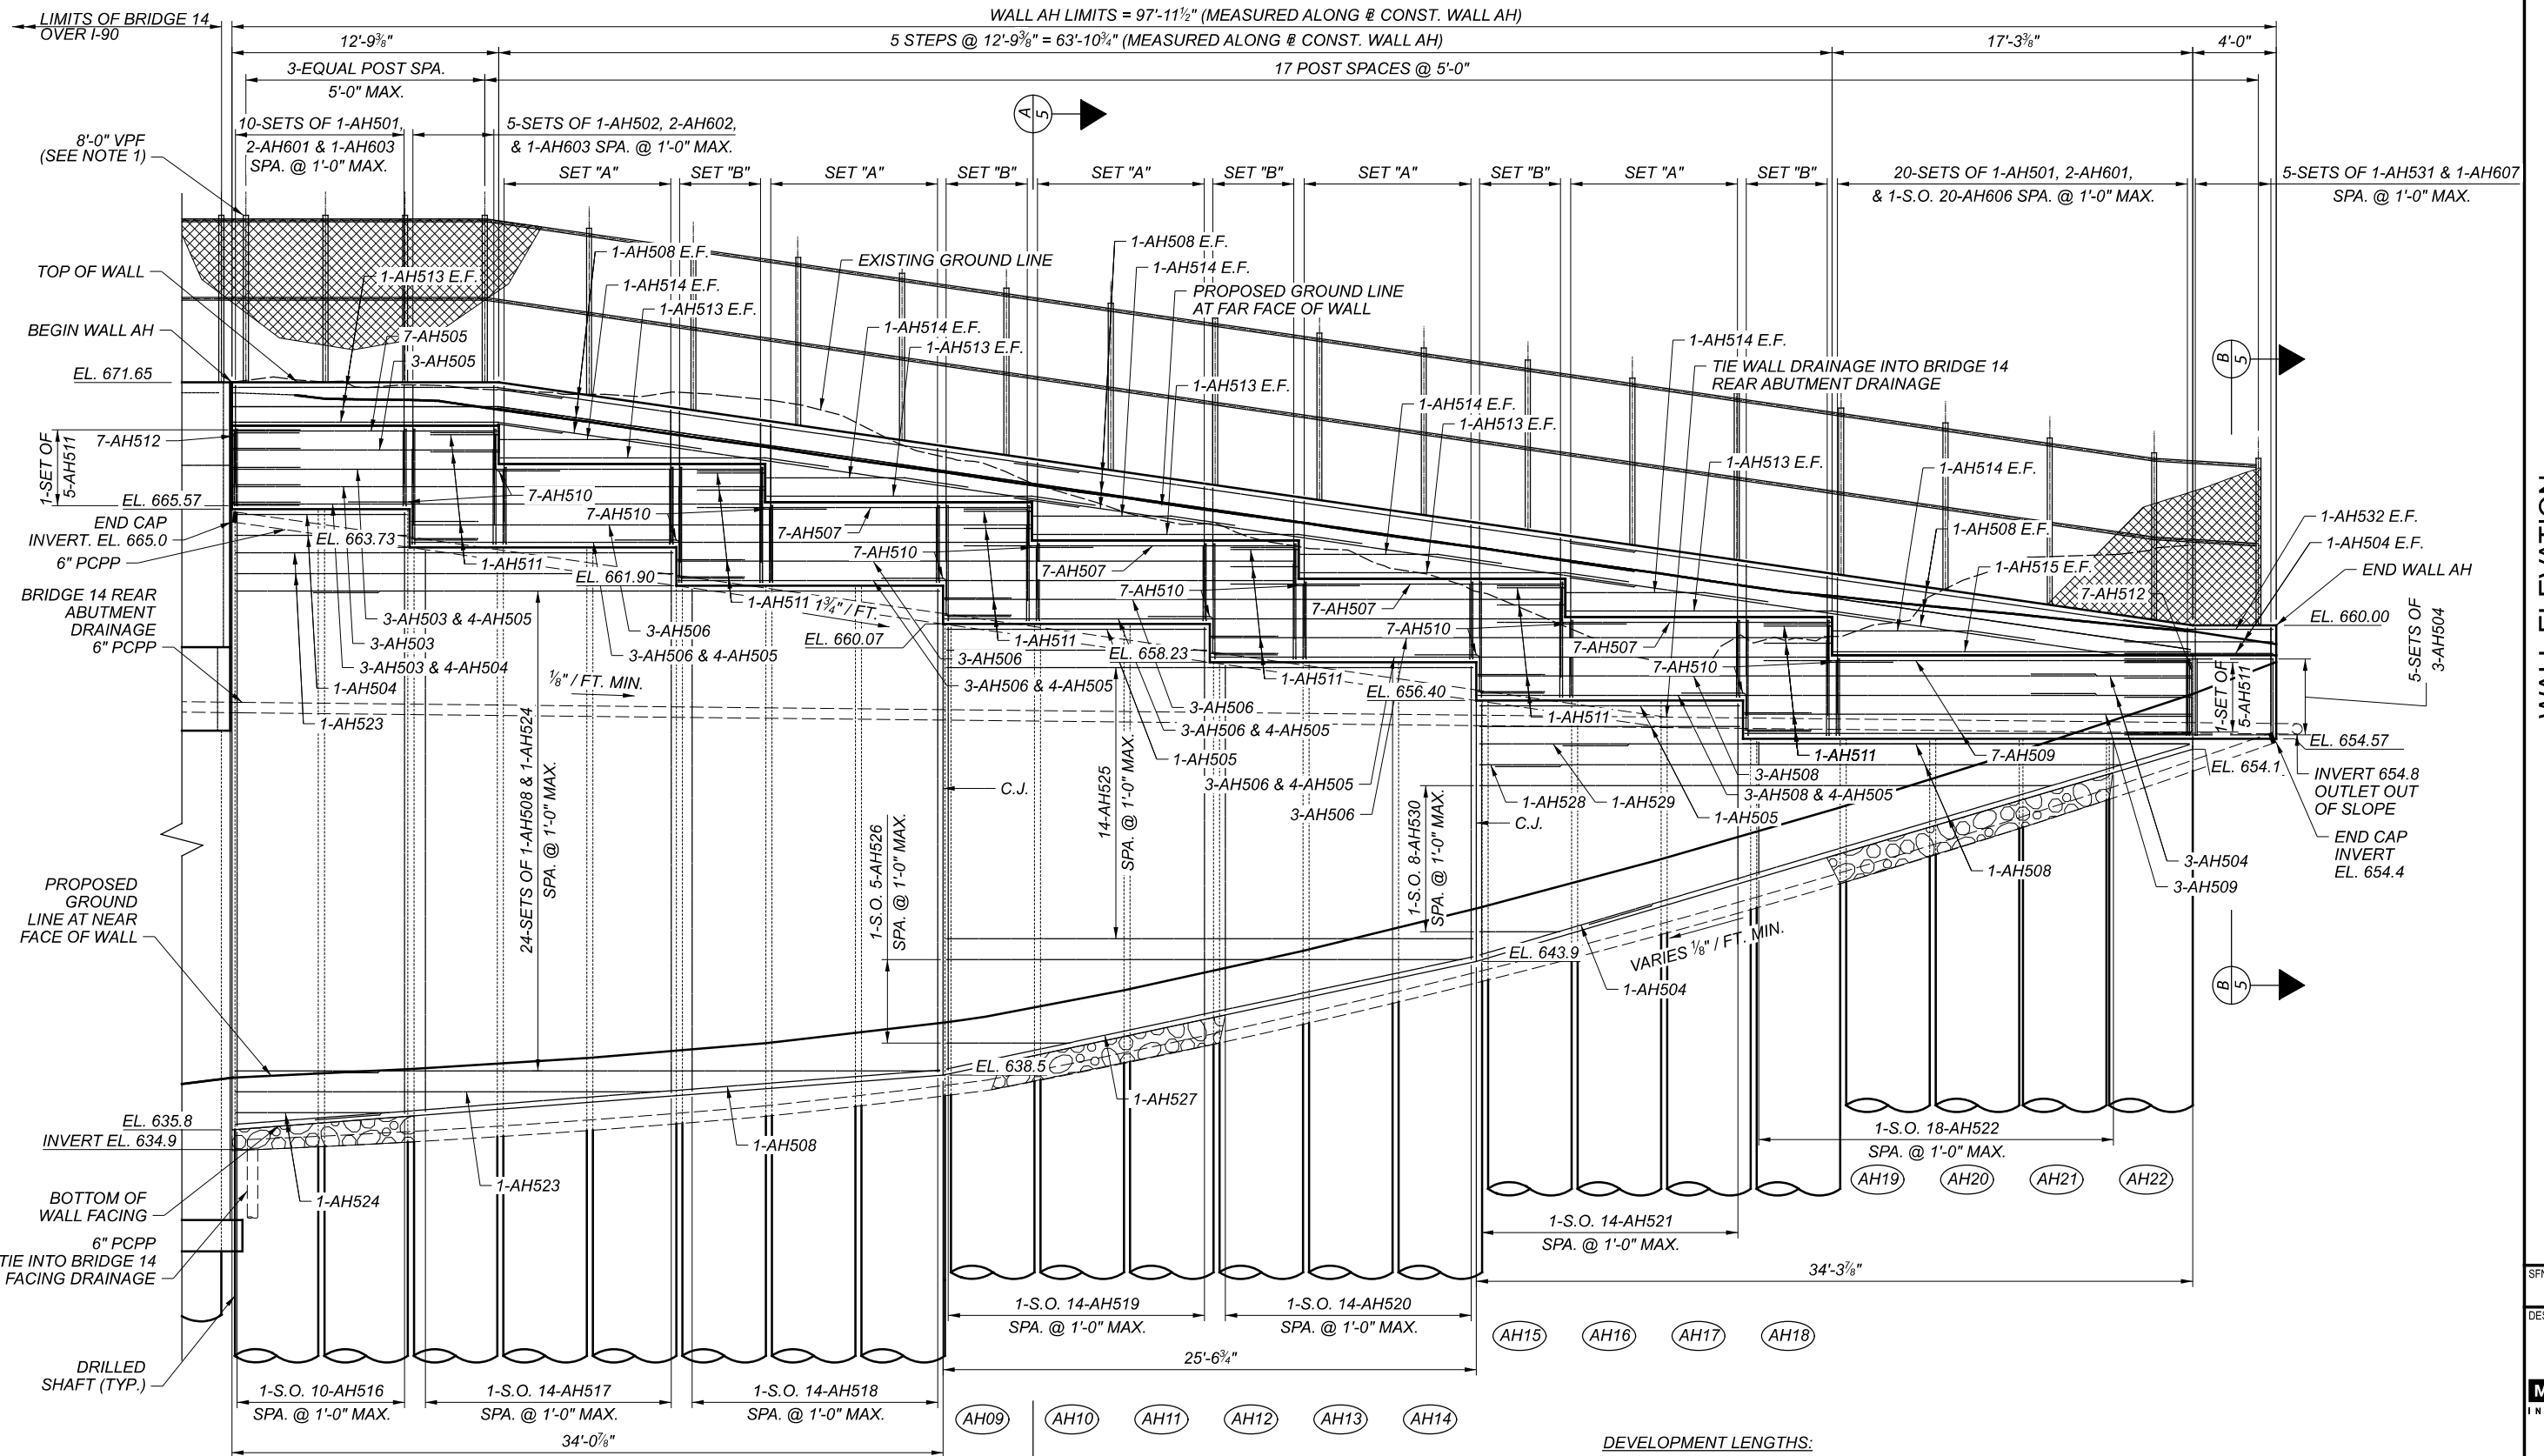 LIMITS OF BRIDGE 14
OVER I-90
WALL AH LIMITS = 97'-11½" (MEASURED ALONG ⅊ CONST. WALL AH)
12'-9⅜"
5 STEPS @ 12'-9⅜" = 63'-10¾" (MEASURED ALONG ⅊ CONST. WALL AH)
17'-3⅜"
4'-0"
3-EQUAL POST SPA.
5'-0" MAX.
17 POST SPACES @ 5'-0"
A
5
8'-0" VPF
(SEE NOTE 1)
10-SETS OF 1-AH501,
2-AH601 & 1-AH603
SPA. @ 1'-0" MAX.
5-SETS OF 1-AH502, 2-AH602,
& 1-AH603 SPA. @ 1'-0" MAX.
SET "A"
SET "B"
SET "A"
SET "B"
SET "A"
SET "B"
SET "A"
SET "B"
SET "A"
SET "B"
20-SETS OF 1-AH501, 2-AH601,
& 1-S.O. 20-AH606 SPA. @ 1'-0" MAX.
5-SETS OF 1-AH531 & 1-AH607
SPA. @ 1'-0" MAX.
TOP OF WALL
1-AH513 E.F.
1-AH508 E.F.
1-AH514 E.F.
1-AH513 E.F.
EXISTING GROUND LINE
1-AH508 E.F.
1-AH514 E.F.
PROPOSED GROUND LINE
AT FAR FACE OF WALL
BEGIN WALL AH
7-AH505
3-AH505
1-AH514 E.F.
1-AH513 E.F.
1-AH514 E.F.
TIE WALL DRAINAGE INTO BRIDGE 14
REAR ABUTMENT DRAINAGE
B
5
EL. 671.65
1-AH513 E.F.
1-AH514 E.F.
1-AH513 E.F.
1-SET OF
5-AH511
7-AH512
1-AH513 E.F.
1-AH514 E.F.
EL. 665.57
7-AH510
7-AH510
7-AH507
1-AH508 E.F.
1-AH532 E.F.
1-AH504 E.F.
END CAP
INVERT. EL. 665.0
6" PCPP
EL. 663.73
1-AH511
EL. 661.90
7-AH510
7-AH507
7-AH510
1-AH515 E.F.
7-AH512
END WALL AH
BRIDGE 14 REAR
ABUTMENT
DRAINAGE
6" PCPP
1-AH511
1¾" / FT.
7-AH507
7-AH510
7-AH507
7-AH510
EL. 660.00
5-SETS OF
3-AH504
3-AH503 & 4-AH505
3-AH503
3-AH503 & 4-AH504
1-AH504
1-AH523
3-AH506
3-AH506 & 4-AH505
EL. 660.07
3-AH506
3-AH506 & 4-AH505
1-AH511
EL. 658.23
1-AH511
EL. 656.40
1-AH511
1-SET OF
5-AH511
⅛" / FT. MIN.
3-AH506
3-AH506 & 4-AH505
1-AH505
3-AH506 & 4-AH505
3-AH506
1-AH511
7-AH509
EL. 654.57
EL. 654.1
3-AH508
3-AH508 & 4-AH505
1-AH528
1-AH529
1-AH505
INVERT 654.8
OUTLET OUT
OF SLOPE
END CAP
INVERT
EL. 654.4
24-SETS OF 1-AH508 & 1-AH524
SPA. @ 1'-0" MAX.
C.J.
14-AH525
SPA. @ 1'-0" MAX.
1-S.O. 5-AH526
SPA. @ 1'-0" MAX.
1-S.O. 8-AH530
SPA. @ 1'-0" MAX.
C.J.
1-AH508
3-AH504
3-AH509
PROPOSED
GROUND
LINE AT NEAR
FACE OF WALL
EL. 643.9
VARIES ⅛" / FT. MIN.
1-AH504
B
5
EL. 638.5
1-AH527
EL. 635.8
INVERT EL. 634.9
1-AH508
1-AH523
1-AH524
BOTTOM OF
WALL FACING
6" PCPP
TIE INTO BRIDGE 14
FACING DRAINAGE
1-S.O. 18-AH522
SPA. @ 1'-0" MAX.
AH19
AH20
AH21
AH22
1-S.O. 14-AH521
SPA. @ 1'-0" MAX.
34'-3⅞"
1-S.O. 14-AH519
SPA. @ 1'-0" MAX.
1-S.O. 14-AH520
SPA. @ 1'-0" MAX.
AH15
AH16
AH17
AH18
25'-6¾"
DRILLED
SHAFT (TYP.)
1-S.O. 10-AH516
SPA. @ 1'-0" MAX.
1-S.O. 14-AH517
SPA. @ 1'-0" MAX.
1-S.O. 14-AH518
SPA. @ 1'-0" MAX.
AH09
AH10
AH11
AH12
AH13
AH14
34'-0⅞"
DEVELOPMENT LENGTHS: